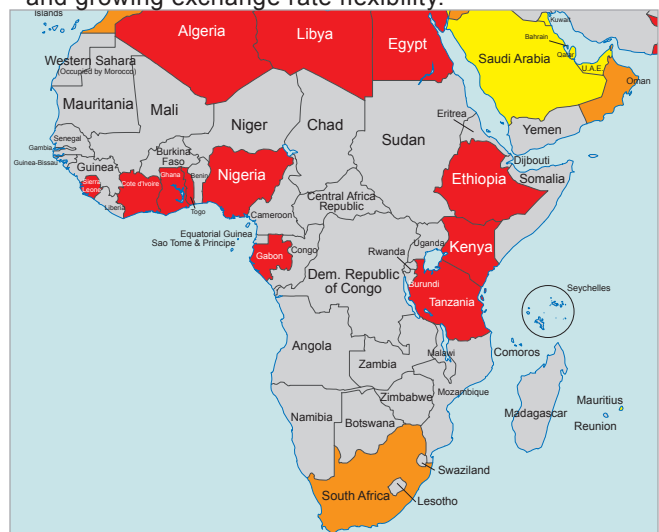 and growing exchange rate flexibility.
Islands
Algeria
Libya
Egypt
Kuwait
Bahrain
Qatar
Saudi Arabia
U.A.E.
Oman
Western Sahara
(Occupied by Morocco)
Mauritania
Mali
Niger
Chad
Sudan
Eritrea
Yemen
Senegal
Gambia
Guinea-Bissau
Guinea
Burkina
Faso
Sierra
Leone
Liberia
Cote d'Ivoire
Ghana
Togo
Benin
Nigeria
Cameroon
Central Africa
Republic
Djibouti
Somalia
Ethiopia
Equatorial Guinea
Sao Tome & Principe
Gabon
Congo
Dem. Republic
of Congo
Uganda
Rwanda
Burundi
Kenya
Tanzania
Seychelles
Comoros
Angola
Zambia
Malawi
Mozambique
Zimbabwe
Namibia
Botswana
Madagascar
Mauritius
Reunion
Swaziland
South Africa
Lesotho